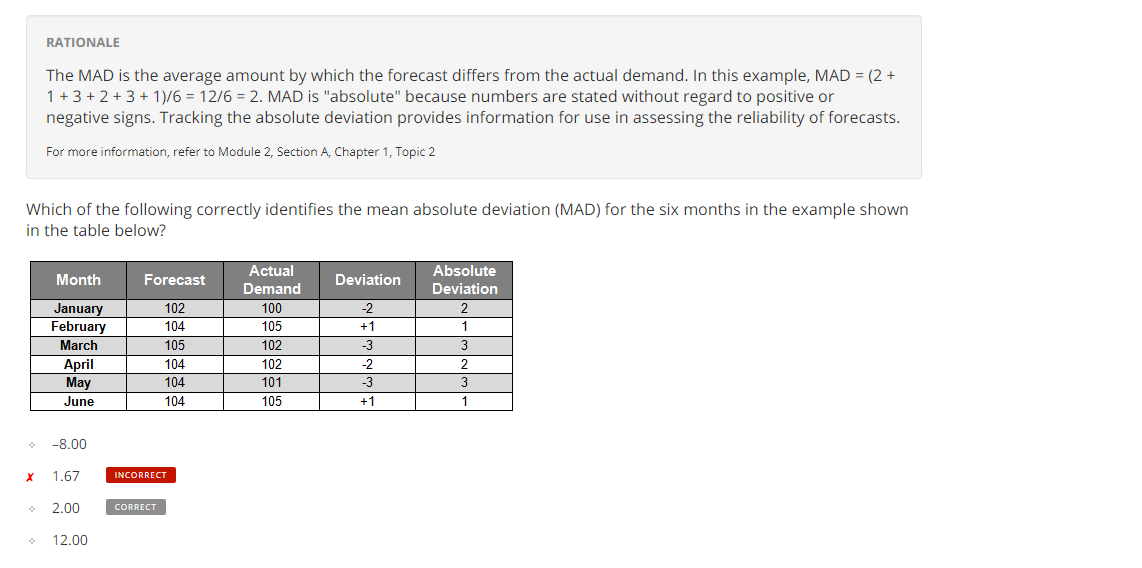 RATIONALE
The MAD is the average amount by which the forecast differs from the actual demand. In this example, MAD = (2 +
1 + 3 + 2 + 3 + 1)/6 = 12/6 = 2. MAD is "absolute" because numbers are stated without regard to positive or
negative signs. Tracking the absolute deviation provides information for use in assessing the reliability of forecasts.
For more information, refer to Module 2, Section A, Chapter 1, Topic 2
Which of the following correctly identifies the mean absolute deviation (MAD) for the six months in the example shown
in the table below?
Month Forecast Actual Demand Deviation Absolute Deviation
January 102 100 -2 2
February 104 105 +1 1
March 105 102 -3 3
April 104 102 -2 2
May 104 101 -3 3
June 104 105 +1 1
–8.00
✗ 1.67 INCORRECT
2.00 CORRECT
12.00